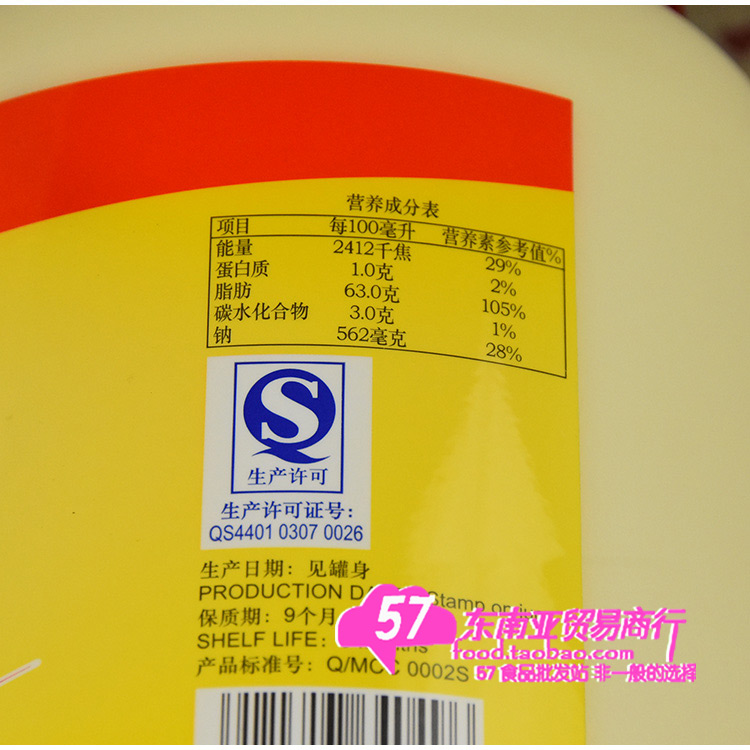 营养成分表
项目 每100毫升 营养素参考值%
能量 2412千焦 29%
蛋白质 1.0克 2%
脂肪 63.0克 105%
碳水化合物 3.0克 1%
钠 562毫克 28%
S
生产许可
生产许可证号：
QS4401 0307 0026
生产日期：见罐身
PRODUCTION Stamp on
保质期：9个月
SHELF LIFE:
产品标准号：Q/MCC 0002S
57 东南亚贸易商行
food.taobao.com
57 食品批发站 非一般的选择